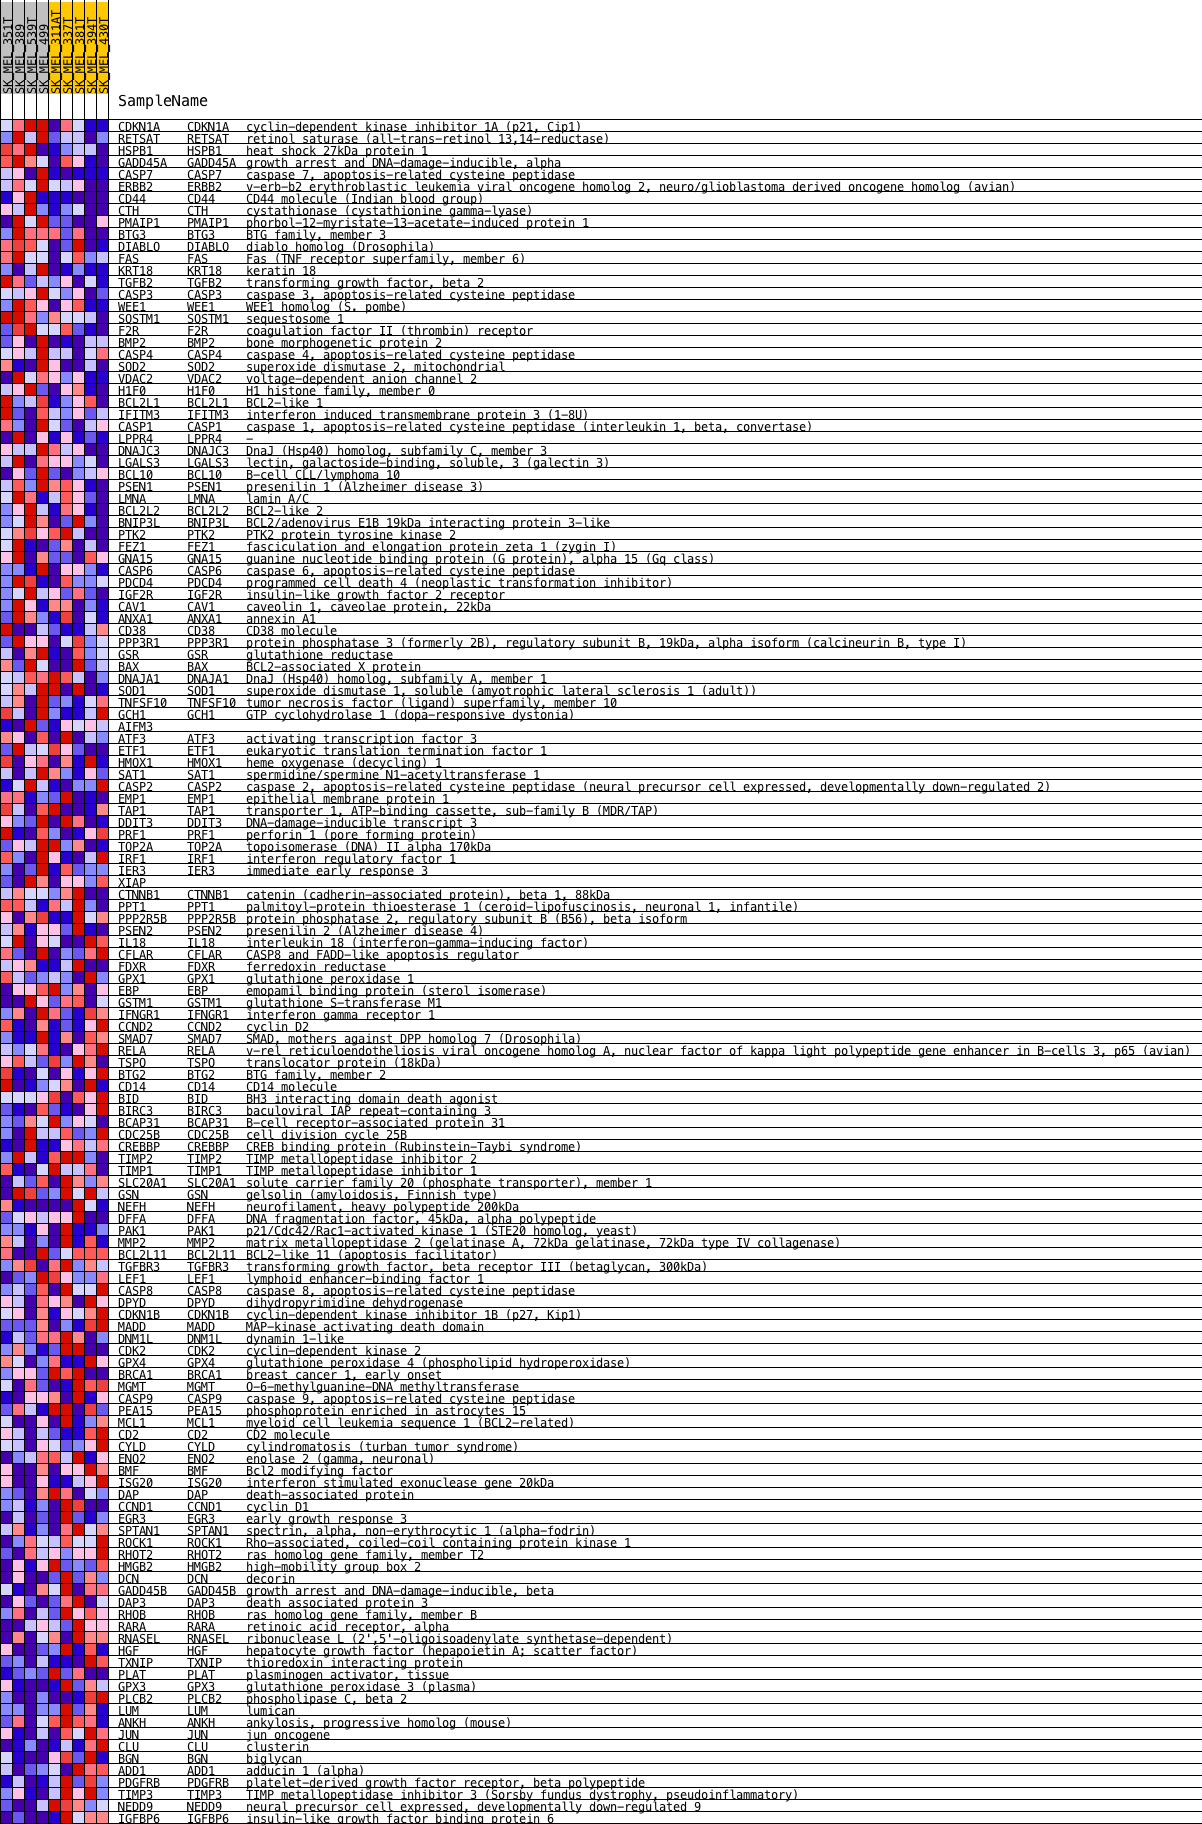 SK_MEL_351T
SK_MEL_389
SK_MEL_539T
SK_MEL_499
SK_MEL_311AT
SK_MEL_337T
SK_MEL_381T
SK_MEL_394T
SK_MEL_430T
SampleName
CDKN1A CDKN1A cyclin-dependent kinase inhibitor 1A (p21, Cip1)
RETSAT RETSAT retinol saturase (all-trans-retinol 13,14-reductase)
HSPB1 HSPB1 heat shock 27kDa protein 1
GADD45A GADD45A growth arrest and DNA-damage-inducible, alpha
CASP7 CASP7 caspase 7, apoptosis-related cysteine peptidase
ERBB2 ERBB2 v-erb-b2 erythroblastic leukemia viral oncogene homolog 2, neuro/glioblastoma derived oncogene homolog (avian)
CD44 CD44 CD44 molecule (Indian blood group)
CTH CTH cystathionase (cystathionine gamma-lyase)
PMAIP1 PMAIP1 phorbol-12-myristate-13-acetate-induced protein 1
BTG3 BTG3 BTG family, member 3
DIABLO DIABLO diablo homolog (Drosophila)
FAS FAS Fas (TNF receptor superfamily, member 6)
KRT18 KRT18 keratin 18
TGFB2 TGFB2 transforming growth factor, beta 2
CASP3 CASP3 caspase 3, apoptosis-related cysteine peptidase
WEE1 WEE1 WEE1 homolog (S. pombe)
SQSTM1 SQSTM1 sequestosome 1
F2R F2R coagulation factor II (thrombin) receptor
BMP2 BMP2 bone morphogenetic protein 2
CASP4 CASP4 caspase 4, apoptosis-related cysteine peptidase
SOD2 SOD2 superoxide dismutase 2, mitochondrial
VDAC2 VDAC2 voltage-dependent anion channel 2
H1F0 H1F0 H1 histone family, member 0
BCL2L1 BCL2L1 BCL2-like 1
IFITM3 IFITM3 interferon induced transmembrane protein 3 (1-8U)
CASP1 CASP1 caspase 1, apoptosis-related cysteine peptidase (interleukin 1, beta, convertase)
LPPR4 LPPR4 -
DNAJC3 DNAJC3 DnaJ (Hsp40) homolog, subfamily C, member 3
LGALS3 LGALS3 lectin, galactoside-binding, soluble, 3 (galectin 3)
BCL10 BCL10 B-cell CLL/lymphoma 10
PSEN1 PSEN1 presenilin 1 (Alzheimer disease 3)
LMNA LMNA lamin A/C
BCL2L2 BCL2L2 BCL2-like 2
BNIP3L BNIP3L BCL2/adenovirus E1B 19kDa interacting protein 3-like
PTK2 PTK2 PTK2 protein tyrosine kinase 2
FEZ1 FEZ1 fasciculation and elongation protein zeta 1 (zygin I)
GNA15 GNA15 guanine nucleotide binding protein (G protein), alpha 15 (Gq class)
CASP6 CASP6 caspase 6, apoptosis-related cysteine peptidase
PDCD4 PDCD4 programmed cell death 4 (neoplastic transformation inhibitor)
IGF2R IGF2R insulin-like growth factor 2 receptor
CAV1 CAV1 caveolin 1, caveolae protein, 22kDa
ANXA1 ANXA1 annexin A1
CD38 CD38 CD38 molecule
PPP3R1 PPP3R1 protein phosphatase 3 (formerly 2B), regulatory subunit B, 19kDa, alpha isoform (calcineurin B, type I)
GSR GSR glutathione reductase
BAX BAX BCL2-associated X protein
DNAJA1 DNAJA1 DnaJ (Hsp40) homolog, subfamily A, member 1
SOD1 SOD1 superoxide dismutase 1, soluble (amyotrophic lateral sclerosis 1 (adult))
TNFSF10 TNFSF10 tumor necrosis factor (ligand) superfamily, member 10
GCH1 GCH1 GTP cyclohydrolase 1 (dopa-responsive dystonia)
AIFM3
ATF3 ATF3 activating transcription factor 3
ETF1 ETF1 eukaryotic translation termination factor 1
HMOX1 HMOX1 heme oxygenase (decycling) 1
SAT1 SAT1 spermidine/spermine N1-acetyltransferase 1
CASP2 CASP2 caspase 2, apoptosis-related cysteine peptidase (neural precursor cell expressed, developmentally down-regulated 2)
EMP1 EMP1 epithelial membrane protein 1
TAP1 TAP1 transporter 1, ATP-binding cassette, sub-family B (MDR/TAP)
DDIT3 DDIT3 DNA-damage-inducible transcript 3
PRF1 PRF1 perforin 1 (pore forming protein)
TOP2A TOP2A topoisomerase (DNA) II alpha 170kDa
IRF1 IRF1 interferon regulatory factor 1
IER3 IER3 immediate early response 3
XIAP
CTNNB1 CTNNB1 catenin (cadherin-associated protein), beta 1, 88kDa
PPT1 PPT1 palmitoyl-protein thioesterase 1 (ceroid-lipofuscinosis, neuronal 1, infantile)
PPP2R5B PPP2R5B protein phosphatase 2, regulatory subunit B (B56), beta isoform
PSEN2 PSEN2 presenilin 2 (Alzheimer disease 4)
IL18 IL18 interleukin 18 (interferon-gamma-inducing factor)
CFLAR CFLAR CASP8 and FADD-like apoptosis regulator
FDXR FDXR ferredoxin reductase
GPX1 GPX1 glutathione peroxidase 1
EBP EBP emopamil binding protein (sterol isomerase)
GSTM1 GSTM1 glutathione S-transferase M1
IFNGR1 IFNGR1 interferon gamma receptor 1
CCND2 CCND2 cyclin D2
SMAD7 SMAD7 SMAD, mothers against DPP homolog 7 (Drosophila)
RELA RELA v-rel reticuloendotheliosis viral oncogene homolog A, nuclear factor of kappa light polypeptide gene enhancer in B-cells 3, p65 (avian)
TSPO TSPO translocator protein (18kDa)
BTG2 BTG2 BTG family, member 2
CD14 CD14 CD14 molecule
BID BID BH3 interacting domain death agonist
BIRC3 BIRC3 baculoviral IAP repeat-containing 3
BCAP31 BCAP31 B-cell receptor-associated protein 31
CDC25B CDC25B cell division cycle 25B
CREBBP CREBBP CREB binding protein (Rubinstein-Taybi syndrome)
TIMP2 TIMP2 TIMP metallopeptidase inhibitor 2
TIMP1 TIMP1 TIMP metallopeptidase inhibitor 1
SLC20A1 SLC20A1 solute carrier family 20 (phosphate transporter), member 1
GSN GSN gelsolin (amyloidosis, Finnish type)
NEFH NEFH neurofilament, heavy polypeptide 200kDa
DFFA DFFA DNA fragmentation factor, 45kDa, alpha polypeptide
PAK1 PAK1 p21/Cdc42/Rac1-activated kinase 1 (STE20 homolog, yeast)
MMP2 MMP2 matrix metallopeptidase 2 (gelatinase A, 72kDa gelatinase, 72kDa type IV collagenase)
BCL2L11 BCL2L11 BCL2-like 11 (apoptosis facilitator)
TGFBR3 TGFBR3 transforming growth factor, beta receptor III (betaglycan, 300kDa)
LEF1 LEF1 lymphoid enhancer-binding factor 1
CASP8 CASP8 caspase 8, apoptosis-related cysteine peptidase
DPYD DPYD dihydropyrimidine dehydrogenase
CDKN1B CDKN1B cyclin-dependent kinase inhibitor 1B (p27, Kip1)
MADD MADD MAP-kinase activating death domain
DNM1L DNM1L dynamin 1-like
CDK2 CDK2 cyclin-dependent kinase 2
GPX4 GPX4 glutathione peroxidase 4 (phospholipid hydroperoxidase)
BRCA1 BRCA1 breast cancer 1, early onset
MGMT MGMT O-6-methylguanine-DNA methyltransferase
CASP9 CASP9 caspase 9, apoptosis-related cysteine peptidase
PEA15 PEA15 phosphoprotein enriched in astrocytes 15
MCL1 MCL1 myeloid cell leukemia sequence 1 (BCL2-related)
CD2 CD2 CD2 molecule
CYLD CYLD cylindromatosis (turban tumor syndrome)
ENO2 ENO2 enolase 2 (gamma, neuronal)
BMF BMF Bcl2 modifying factor
ISG20 ISG20 interferon stimulated exonuclease gene 20kDa
DAP DAP death-associated protein
CCND1 CCND1 cyclin D1
EGR3 EGR3 early growth response 3
SPTAN1 SPTAN1 spectrin, alpha, non-erythrocytic 1 (alpha-fodrin)
ROCK1 ROCK1 Rho-associated, coiled-coil containing protein kinase 1
RHOT2 RHOT2 ras homolog gene family, member T2
HMGB2 HMGB2 high-mobility group box 2
DCN DCN decorin
GADD45B GADD45B growth arrest and DNA-damage-inducible, beta
DAP3 DAP3 death associated protein 3
RHOB RHOB ras homolog gene family, member B
RARA RARA retinoic acid receptor, alpha
RNASEL RNASEL ribonuclease L (2',5'-oligoisoadenylate synthetase-dependent)
HGF HGF hepatocyte growth factor (hepapoietin A; scatter factor)
TXNIP TXNIP thioredoxin interacting protein
PLAT PLAT plasminogen activator, tissue
GPX3 GPX3 glutathione peroxidase 3 (plasma)
PLCB2 PLCB2 phospholipase C, beta 2
LUM LUM lumican
ANKH ANKH ankylosis, progressive homolog (mouse)
JUN JUN jun oncogene
CLU CLU clusterin
BGN BGN biglycan
ADD1 ADD1 adducin 1 (alpha)
PDGFRB PDGFRB platelet-derived growth factor receptor, beta polypeptide
TIMP3 TIMP3 TIMP metallopeptidase inhibitor 3 (Sorsby fundus dystrophy, pseudoinflammatory)
NEDD9 NEDD9 neural precursor cell expressed, developmentally down-regulated 9
IGFBP6 IGFBP6 insulin-like growth factor binding protein 6